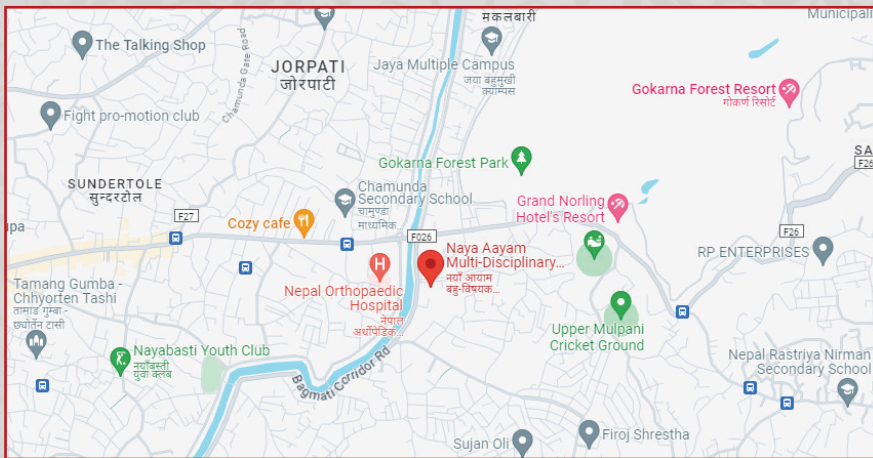 Municipali
मकलबारी
The Talking Shop
JORPATI
जोरपाटी
Chamunda Gate Road
Jaya Multiple Campus
जया बहुमुखी
क्याम्पस
Gokarna Forest Resort
गोकर्ण रिसोर्ट
Fight pro-motion club
Gokarna Forest Park
SA
F26
SUNDERTOLE
सुन्दरटोल
Chamunda
Secondary School
चामुण्डा
माध्यमिक...
Grand Norling
Hotel's Resort
F27
Cozy cafe
upa
F026
F26
Naya Aayam
Multi-Disciplinary...
नयाँ आयाम
बहु-विषयक...
RP ENTERPRISES
H
Nepal Orthopaedic
Hospital
नेपाल
अर्थोपेडिक...
Tamang Gumba -
Chhyorten Tashi
तामाङ गुम्बा -
छ्योर्तेन टासी
Upper Mulpani
Cricket Ground
Nayabasti Youth Club
नयाँबस्ती
युवा क्लब
Bagmati Corridor Rd
Nepal Rastriya Nirman
Secondary School
Sujan Oli
Firoj Shrestha